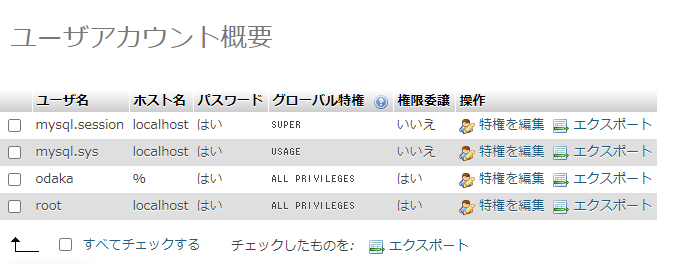 ユーザアカウント概要
ユーザ名 ホスト名 パスワード グローバル特権 権限委譲 操作
mysql.session localhost はい SUPER いいえ 特権を編集 エクスポート
mysql.sys localhost はい USAGE いいえ 特権を編集 エクスポート
odaka % はい ALL PRIVILEGES はい 特権を編集 エクスポート
root localhost はい ALL PRIVILEGES はい 特権を編集 エクスポート
すべてチェックする チェックしたものを: エクスポート